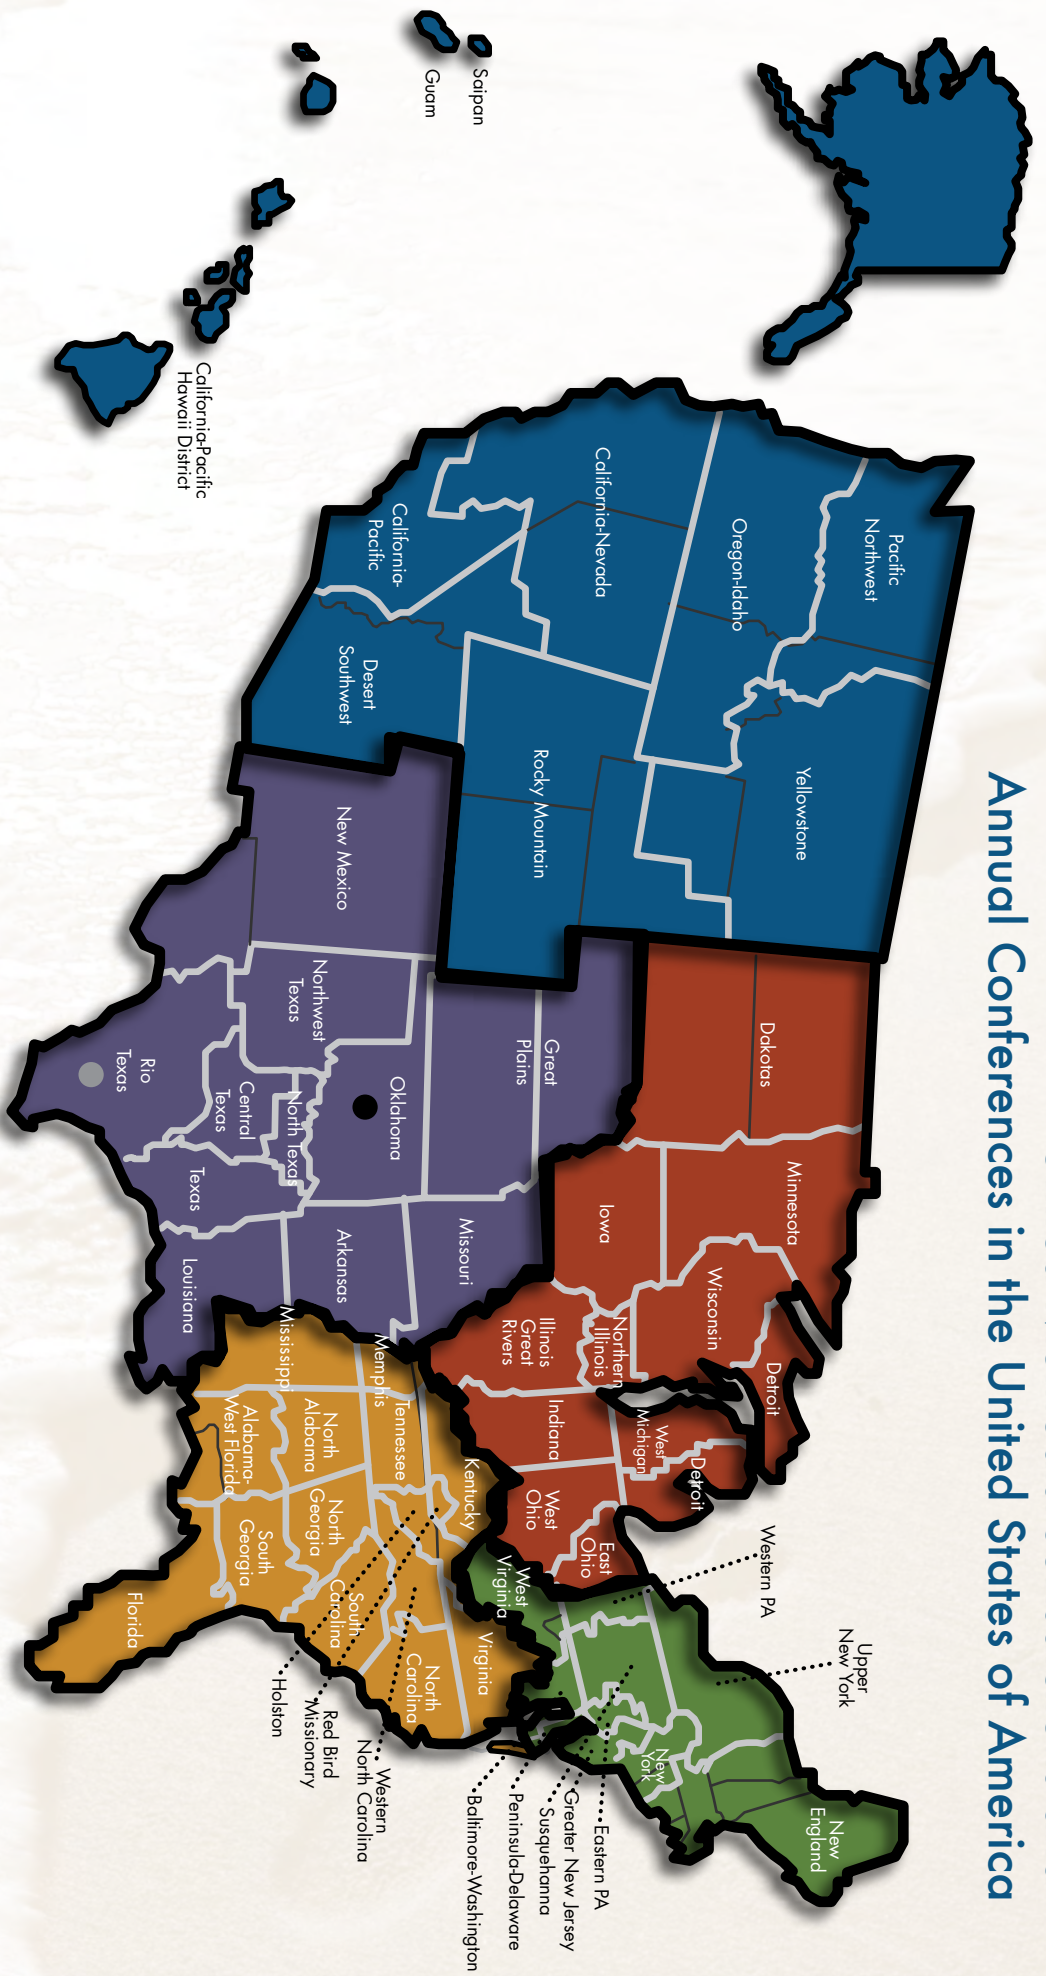 Annual Conferences in the United States of America
Saipan
Guam
California-Pacific
Hawaii District
Pacific
Northwest
Oregon-Idaho
California-Nevada
California-
Pacific
Desert
Southwest
Yellowstone
Rocky Mountain
New Mexico
Northwest
Texas
Rio
Texas
Central
Texas
North Texas
Texas
Oklahoma
Great
Plains
Missouri
Arkansas
Louisiana
Dakotas
Minnesota
Iowa
Wisconsin
Northern
Illinois
Illinois
Great
Rivers
Indiana
West
Michigan
Detroit
Detroit
West
Ohio
East
Ohio
Mississippi
Memphis
Tennessee
Kentucky
North
Alabama
Alabama-
West Florida
North
Georgia
South
Georgia
Florida
South
Carolina
North
Carolina
Virginia
West
Virginia
Holston
Red Bird
Missionary
Western
North Carolina
Western PA
Upper
New York
New
York
New
England
Eastern PA
Greater New Jersey
Susquehanna
Peninsula-Delaware
Baltimore-Washington